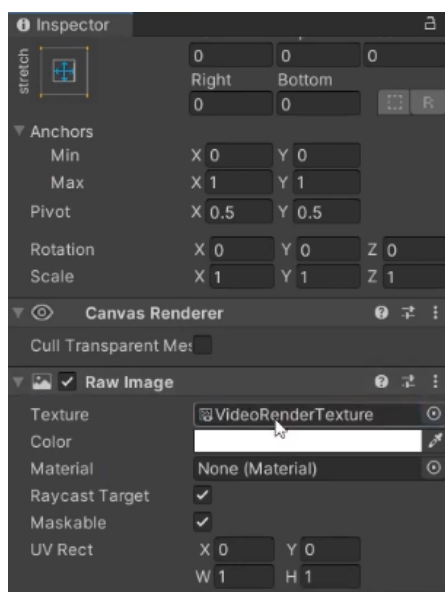 Inspector
stretch
0 0 0
Right Bottom
0 0 R
Anchors
Min X 0 Y 0
Max X 1 Y 1
Pivot X 0.5 Y 0.5
Rotation X 0 Y 0 Z 0
Scale X 1 Y 1 Z 1
Canvas Renderer
Cull Transparent Mes
Raw Image
Texture VideoRenderTexture
Color
Material None (Material)
Raycast Target
Maskable
UV Rect X 0 Y 0
W 1 H 1